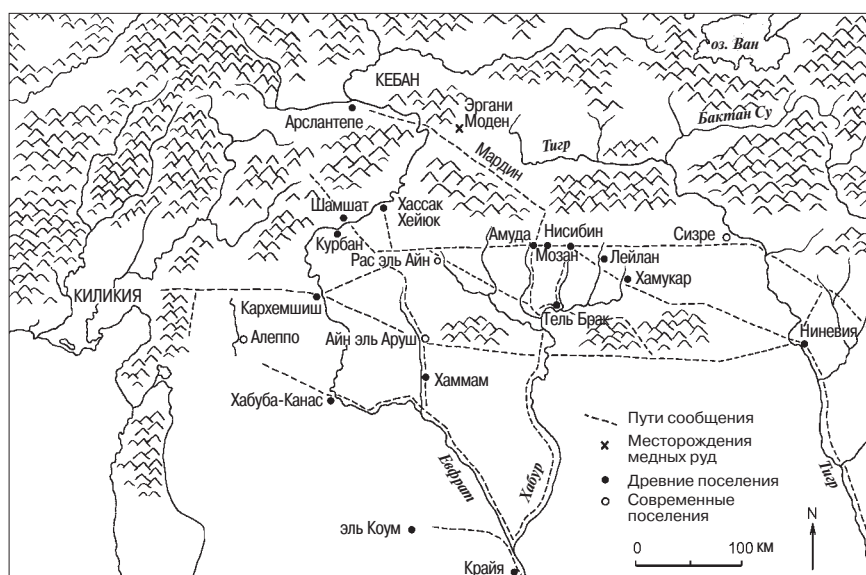 оз. Ван
КЕБАН
Эргани
Моден
Бактан Су
Арслантепе
Тигр
Мардин
Шамшат
Хассак
Хейюк
Курбан
Амуда
Нисибин
Сизре
Мозан
Лейлан
Рас эль Айн
Хамукар
КИЛИКИЯ
Кархемшиш
Тель Брак
Алеппо
Айн эль Аруш
Ниневия
Хаммам
Хабуба-Канас
Евфрат
Хабур
Тигр
эль Коум
Крайя
Пути сообщения
Месторождения
медных руд
Древние поселения
Современные
поселения
N
0 100 КМ